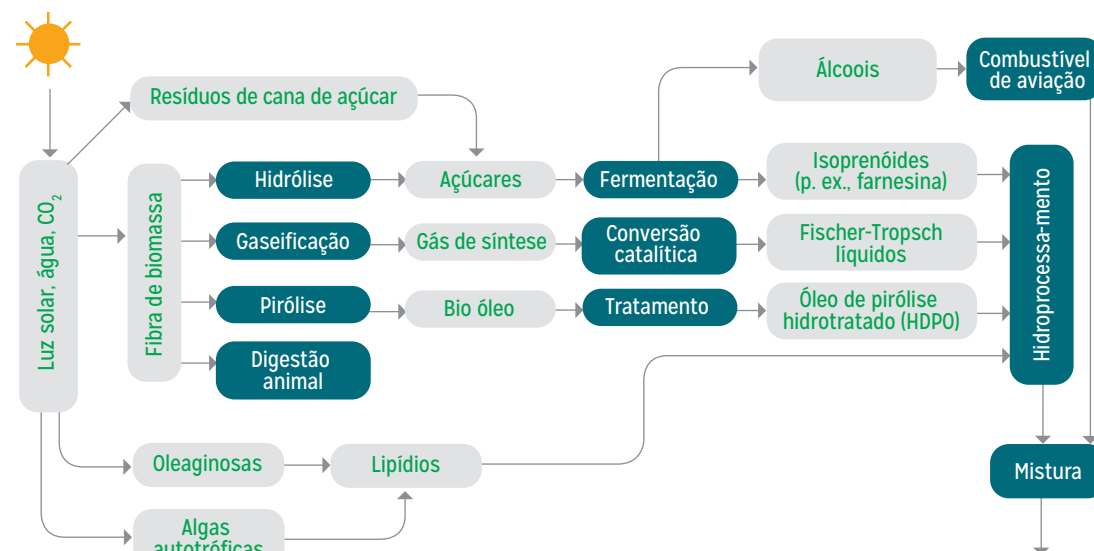 Álcoois
Combustível
de aviação
Resíduos de cana de açúcar
Luz solar, água, CO₂
Fibra de biomassa
Hidrólise
Açúcares
Fermentação
Isoprenóides
(p. ex., farnesina)
Gaseificação
Gás de síntese
Conversão
catalítica
Fischer-Tropsch
líquidos
Pirólise
Bio óleo
Tratamento
Óleo de pirólise
hidrotratado (HDPO)
Hidroprocessa-mento
Digestão
animal
Oleaginosas
Lipídios
Mistura
Algas
autotróficas